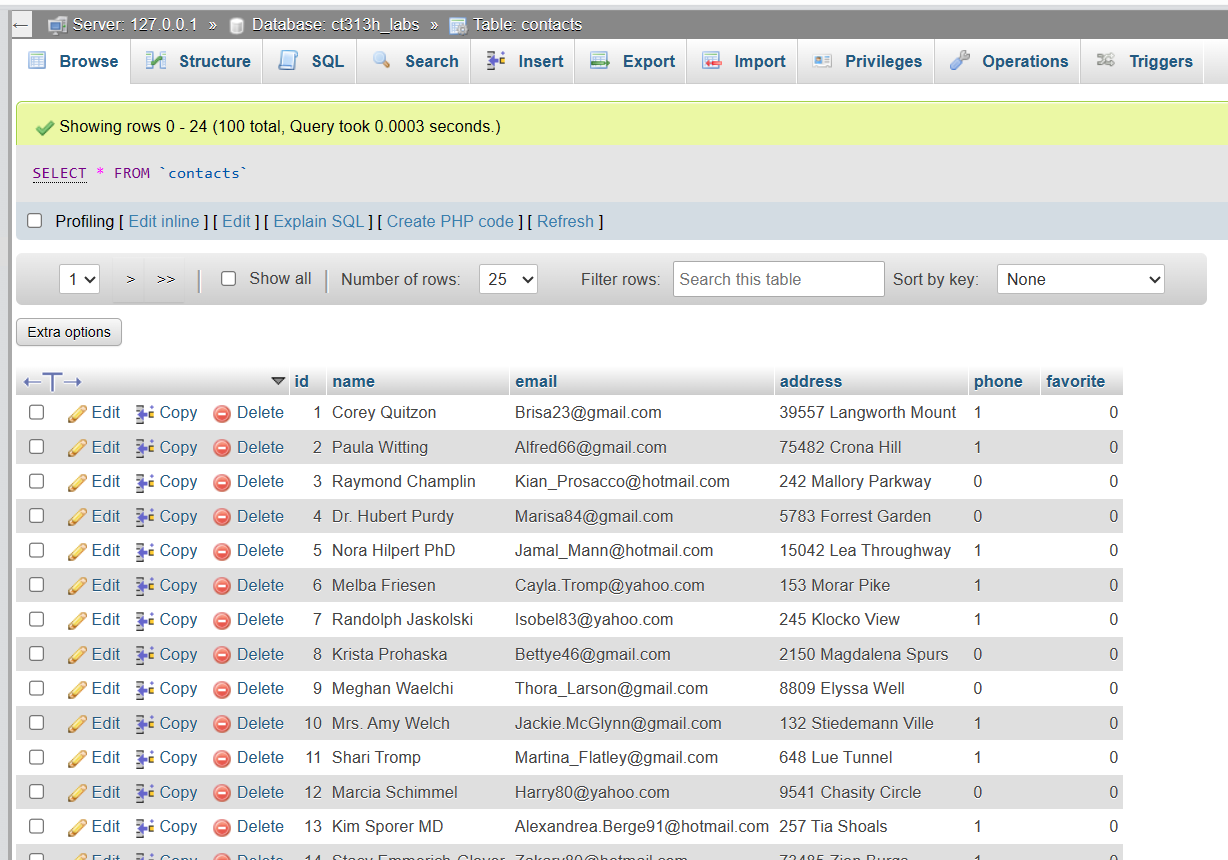 ← Server: 127.0.0.1 » Database: ct313h_labs » Table: contacts
Browse Structure SQL Search Insert Export Import Privileges Operations Triggers
Showing rows 0 - 24 (100 total, Query took 0.0003 seconds.)
SELECT * FROM `contacts`
Profiling [ Edit inline ] [ Edit ] [ Explain SQL ] [ Create PHP code ] [ Refresh ]
1 > >> | Show all | Number of rows: 25 Filter rows: Search this table Sort by key: None
Extra options
←T→ id name email address phone favorite
Edit Copy Delete 1 Corey Quitzon Brisa23@gmail.com 39557 Langworth Mount 1 0
Edit Copy Delete 2 Paula Witting Alfred66@gmail.com 75482 Crona Hill 1 0
Edit Copy Delete 3 Raymond Champlin Kian_Prosacco@hotmail.com 242 Mallory Parkway 0 0
Edit Copy Delete 4 Dr. Hubert Purdy Marisa84@gmail.com 5783 Forrest Garden 0 0
Edit Copy Delete 5 Nora Hilpert PhD Jamal_Mann@hotmail.com 15042 Lea Throughway 1 0
Edit Copy Delete 6 Melba Friesen Cayla.Tromp@yahoo.com 153 Morar Pike 1 0
Edit Copy Delete 7 Randolph Jaskolski Isobel83@yahoo.com 245 Klocko View 1 0
Edit Copy Delete 8 Krista Prohaska Bettye46@gmail.com 2150 Magdalena Spurs 0 0
Edit Copy Delete 9 Meghan Waelchi Thora_Larson@gmail.com 8809 Elyssa Well 0 0
Edit Copy Delete 10 Mrs. Amy Welch Jackie.McGlynn@gmail.com 132 Stiedemann Ville 1 0
Edit Copy Delete 11 Shari Tromp Martina_Flatley@gmail.com 648 Lue Tunnel 1 0
Edit Copy Delete 12 Marcia Schimmel Harry80@yahoo.com 9541 Chasity Circle 0 0
Edit Copy Delete 13 Kim Sporer MD Alexandrea.Berge91@hotmail.com 257 Tia Shoals 1 0
Edit Copy Delete 14